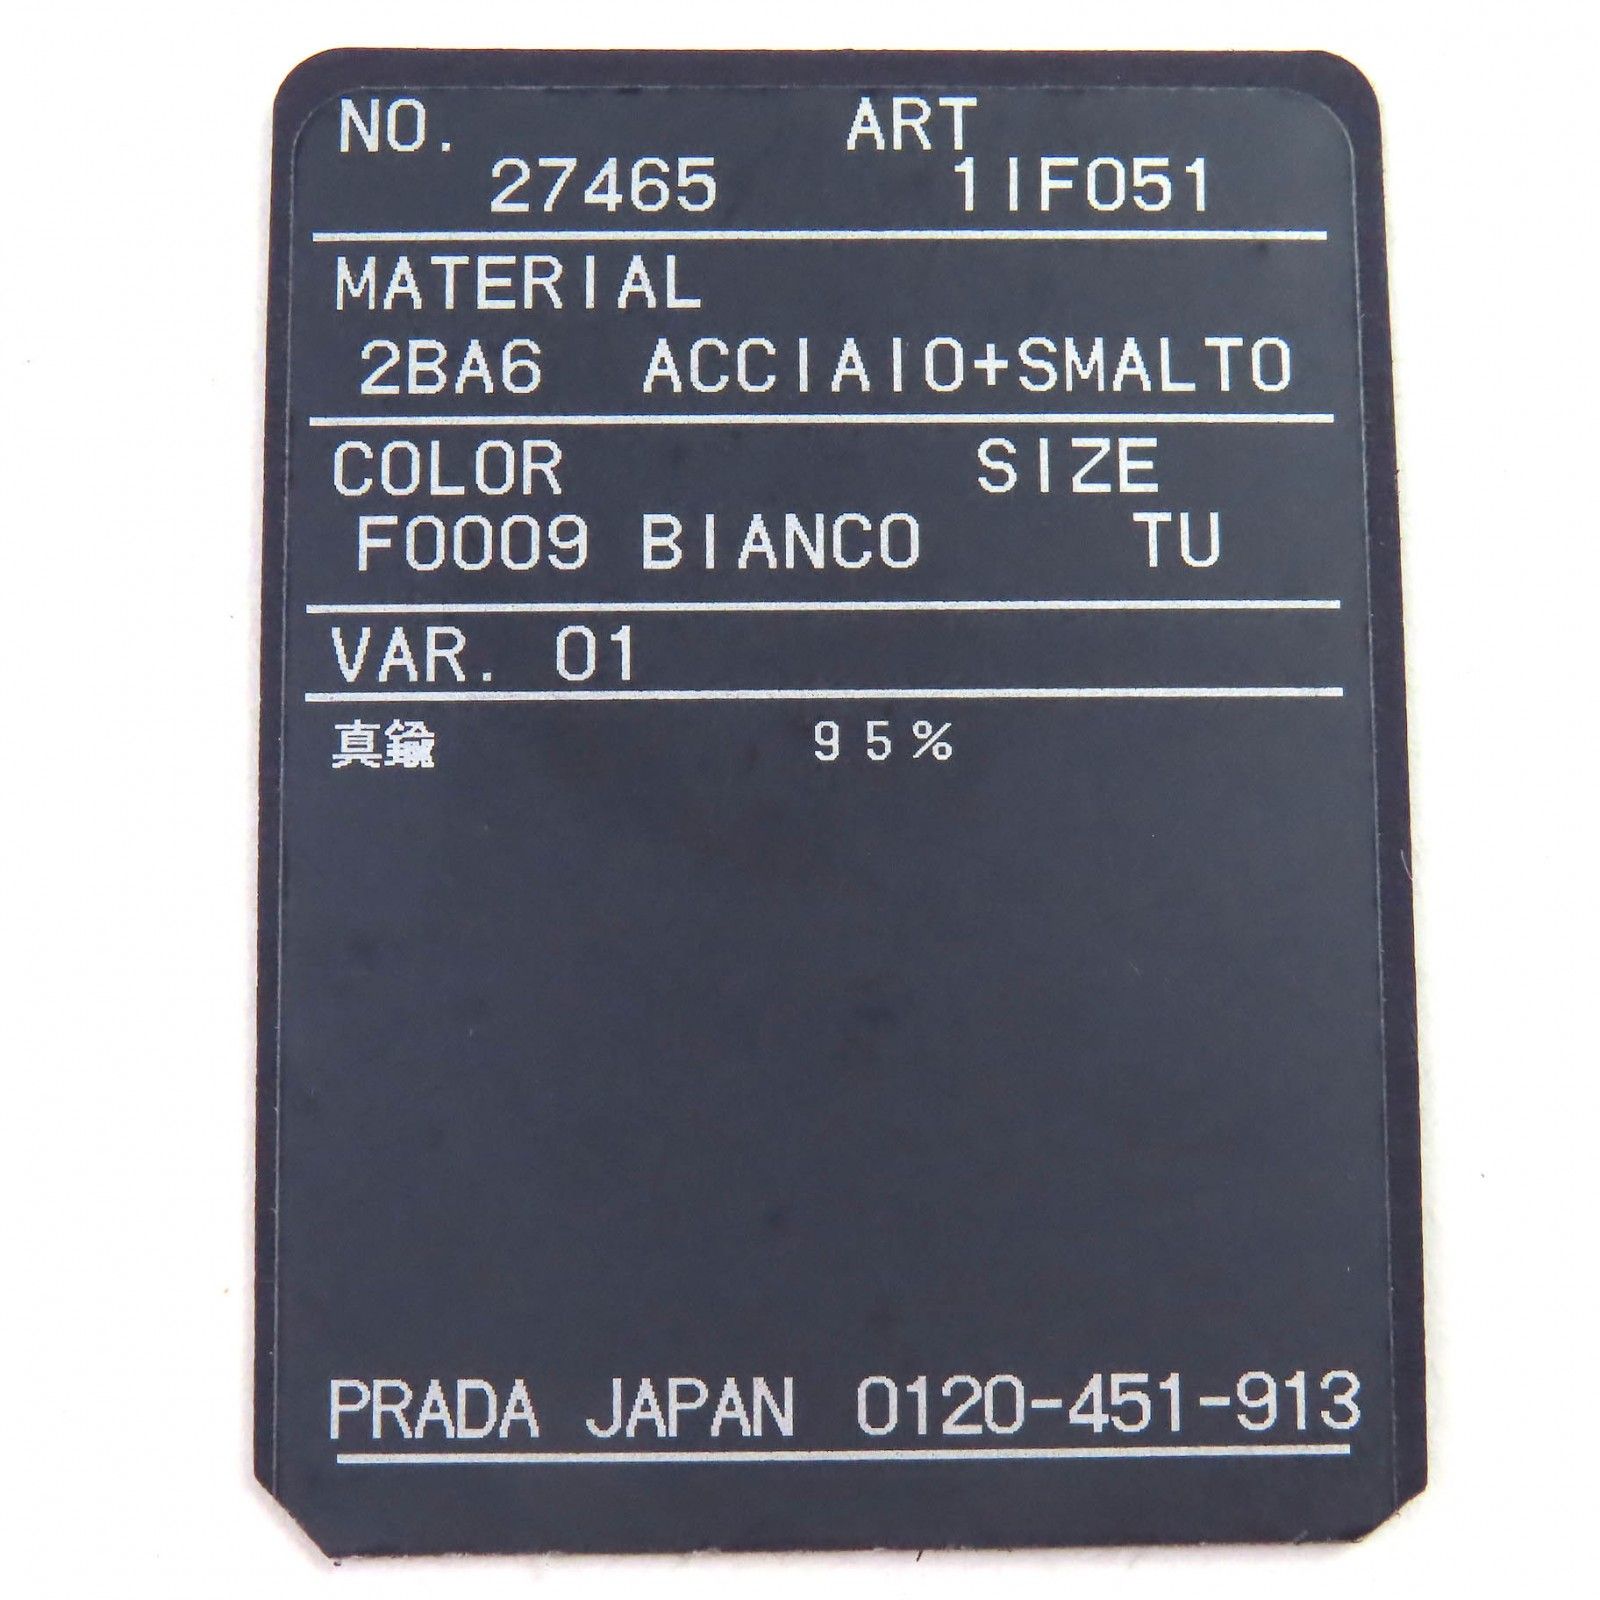 NO. ART
27465 1IF051
MATERIAL
2BA6 ACCIAIO+SMALTO
COLOR SIZE
F0009 BIANCO TU
VAR. 01
真鍮 95%
PRADA JAPAN 0120-451-913